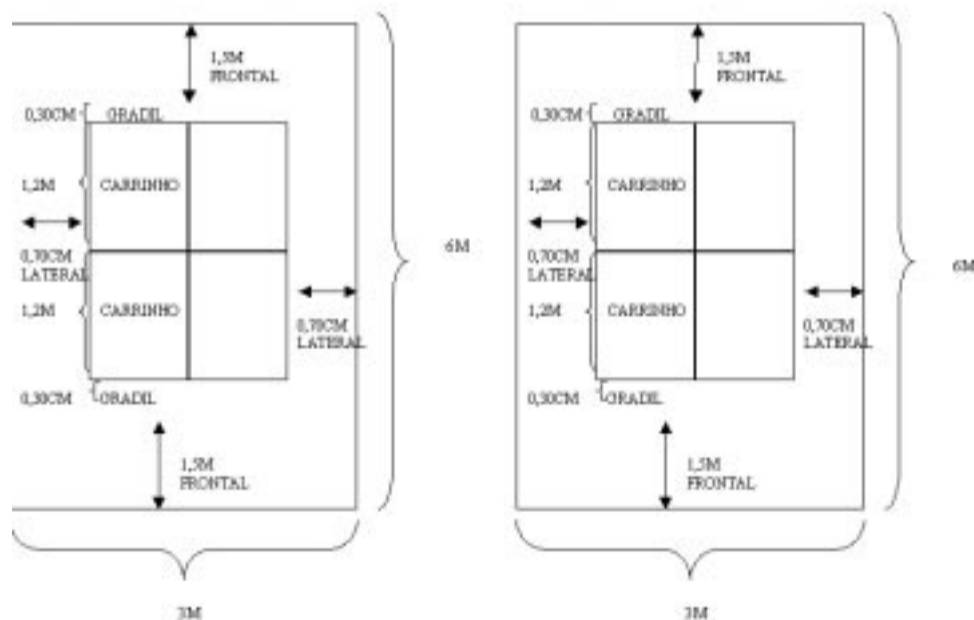 1,5M
FRONTAL
0,30CM
GRADIL
1,2M
CARRINHO
0,70CM
LATERAL
1,2M
CARRINHO
0,70CM
LATERAL
0,30CM
GRADIL
1,5M
FRONTAL
6M
3M
1,5M
FRONTAL
0,30CM
GRADIL
1,2M
CARRINHO
0,70CM
LATERAL
1,2M
CARRINHO
0,70CM
LATERAL
0,30CM
GRADIL
1,5M
FRONTAL
6M
3M